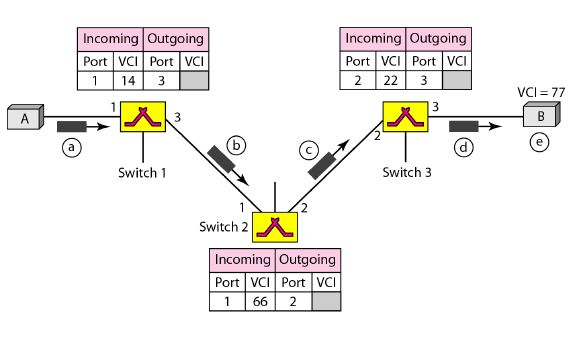 Incoming Outgoing
Port VCI Port VCI
1 14 3
Incoming Outgoing
Port VCI Port VCI
2 22 3
VCI = 77
A
1
3
a
b
c
2
3
d
B
e
Switch 1
Switch 3
1
2
Switch 2
Incoming Outgoing
Port VCI Port VCI
1 66 2